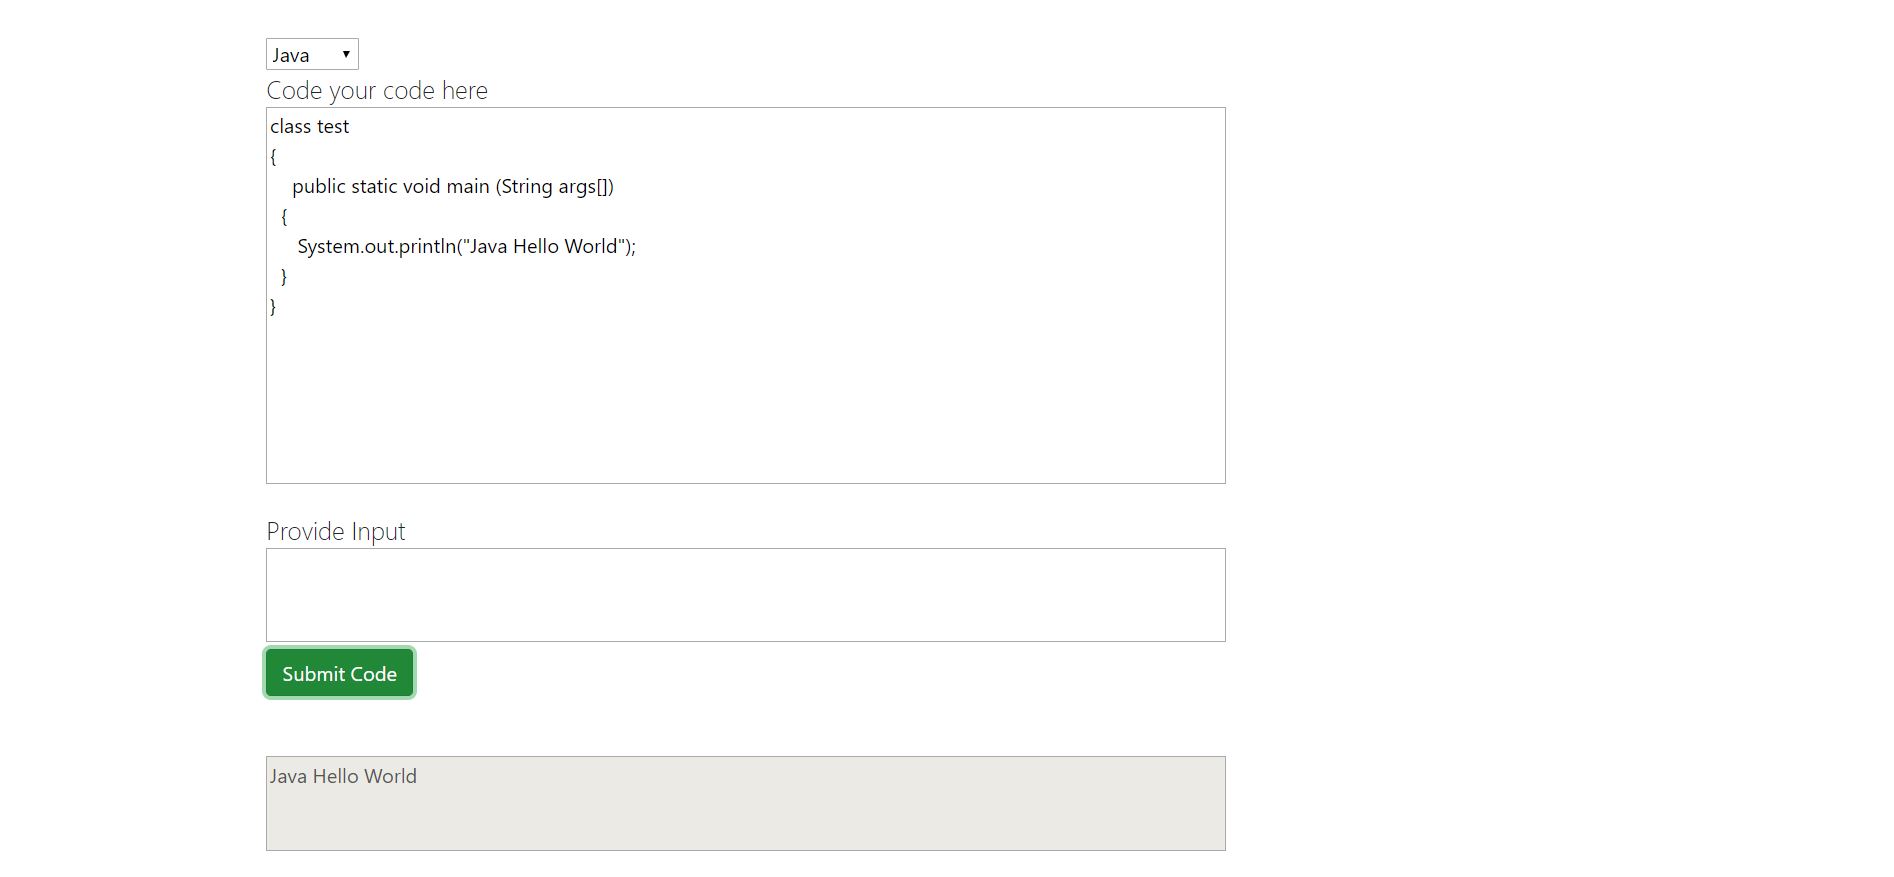 Java
Code your code here
class test
{
    public static void main (String args[])
  {
     System.out.println("Java Hello World");
  }
}
Provide Input
Submit Code
Java Hello World